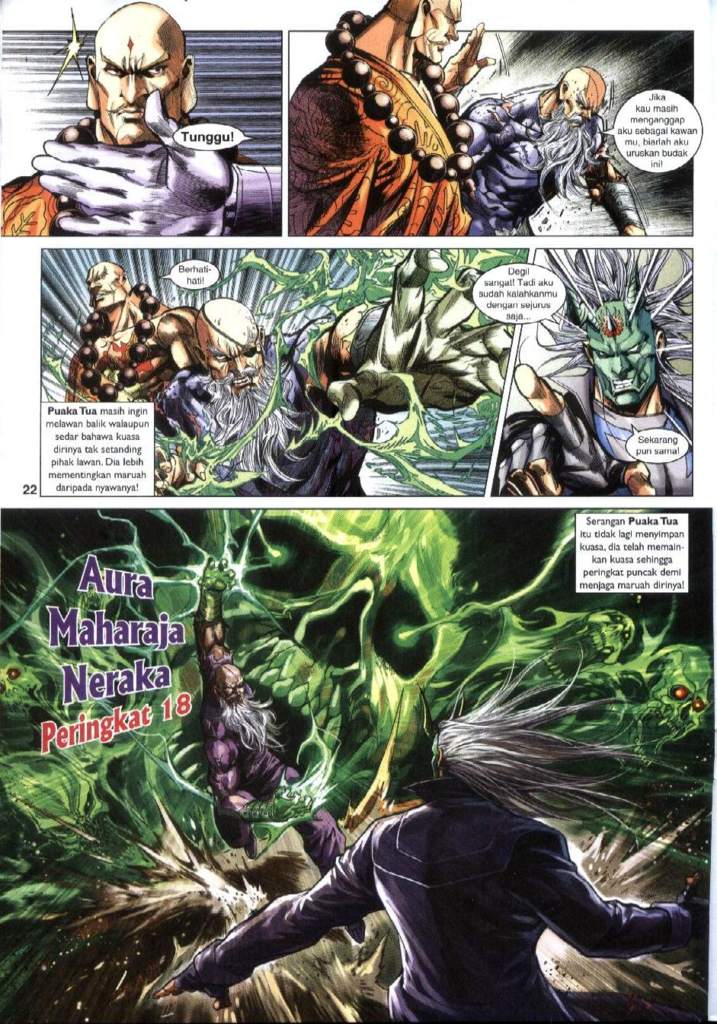 Tunggu!
Jika
kau masih
menganggap
aku sebagai kawan
mu, biarlah aku
uruskan budak
ini!
Berhati-
hati!
Puaka Tua masih ingin
melawan balik walaupun
sedar bahawa kuasa
dirinya tak setanding
pihak lawan. Dia lebih
mementingkan maruah
daripada nyawanya!
Degil
sangat! Tadi aku
sudah kalahkanmu
dengan sejurus
saja...
Sekarang
pun sama!
22
Serangan Puaka Tua
itu tidak lagi menyimpan
kuasa, dia telah memain-
kan kuasa sehingga
peringkat puncak demi
menjaga maruah dirinya!
Aura
Maharaja
Neraka
Peringkat 18